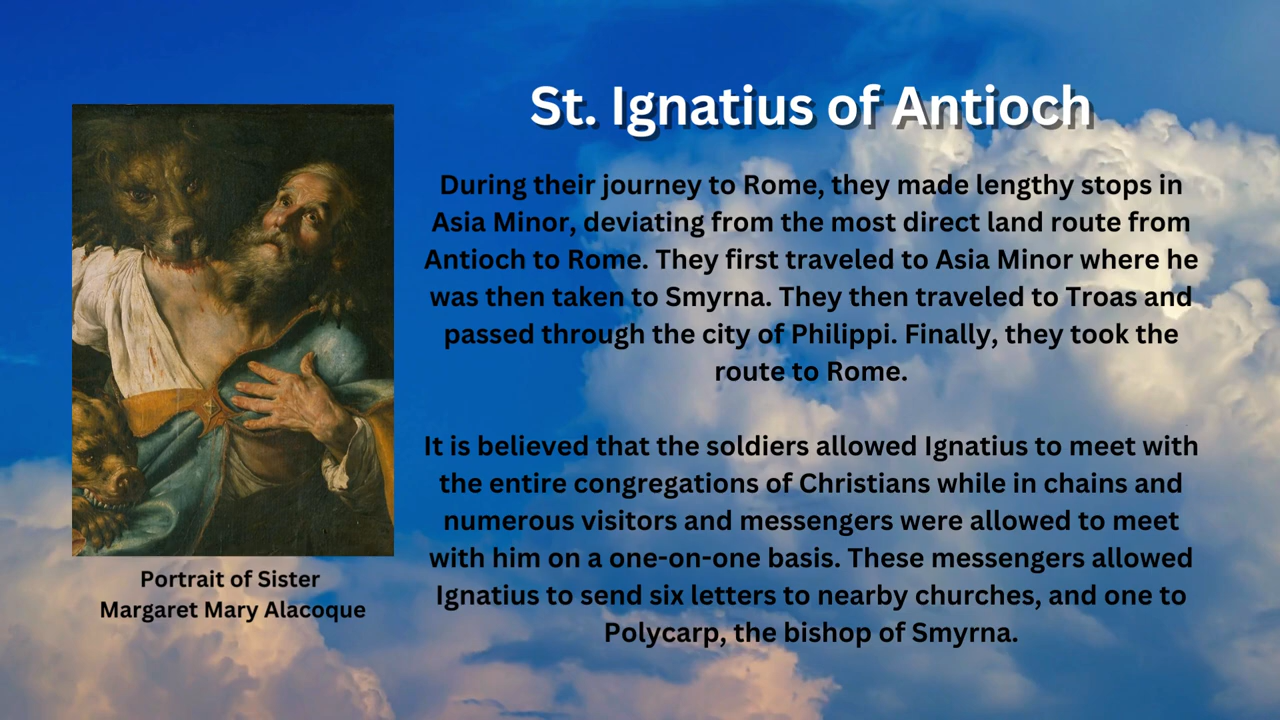 St. Ignatius of Antioch
During their journey to Rome, they made lengthy stops in
Asia Minor, deviating from the most direct land route from
Antioch to Rome. They first traveled to Asia Minor where he
was then taken to Smyrna. They then traveled to Troas and
passed through the city of Philippi. Finally, they took the
route to Rome.
It is believed that the soldiers allowed Ignatius to meet with
the entire congregations of Christians while in chains and
numerous visitors and messengers were allowed to meet
with him on a one-on-one basis. These messengers allowed
Ignatius to send six letters to nearby churches, and one to
Polycarp, the bishop of Smyrna.
Portrait of Sister
Margaret Mary Alacoque